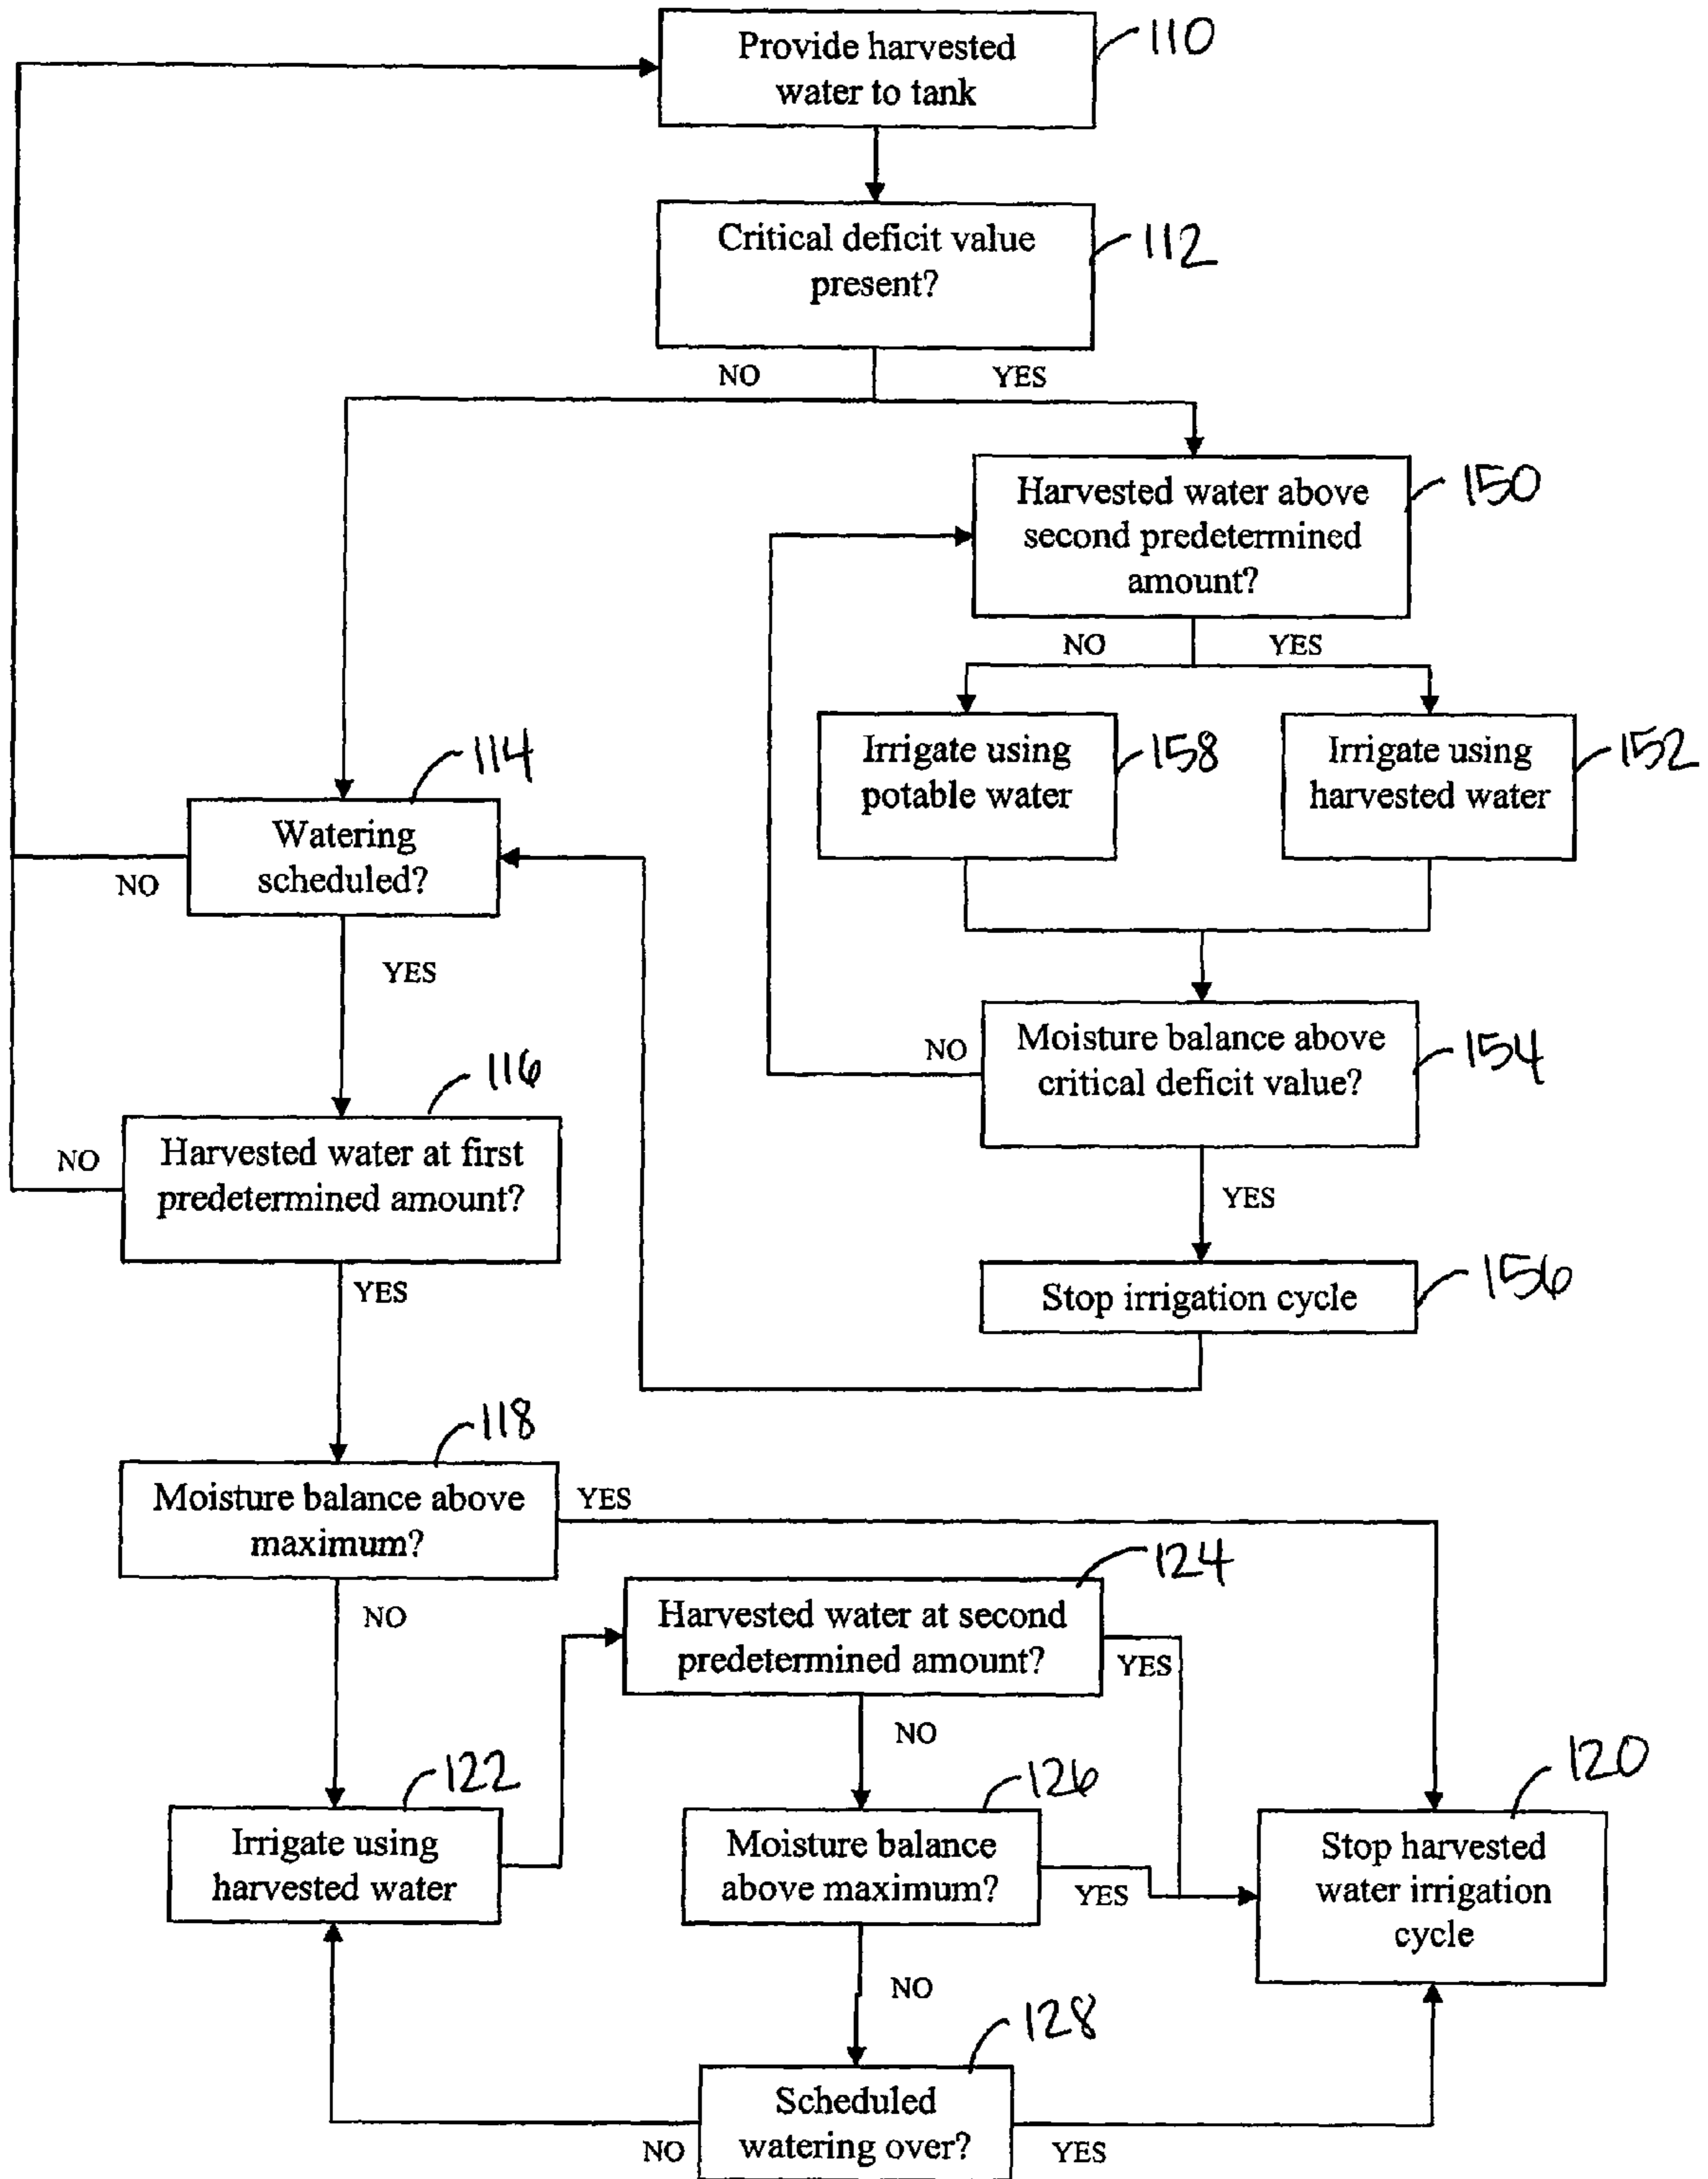 Provide harvested
water to tank
110
Critical deficit value
present?
112
NO
YES
Harvested water above
second predetermined
amount?
150
NO
YES
Irrigate using
potable water
158
Irrigate using
harvested water
152
114
Watering
scheduled?
NO
YES
Moisture balance above
critical deficit value?
154
NO
YES
116
Harvested water at first
predetermined amount?
NO
YES
Stop irrigation cycle
156
118
Moisture balance above
maximum?
YES
NO
124
Harvested water at second
predetermined amount?
YES
NO
122
Irrigate using
harvested water
126
Moisture balance
above maximum?
YES
NO
120
Stop harvested
water irrigation
cycle
128
Scheduled
watering over?
NO
YES